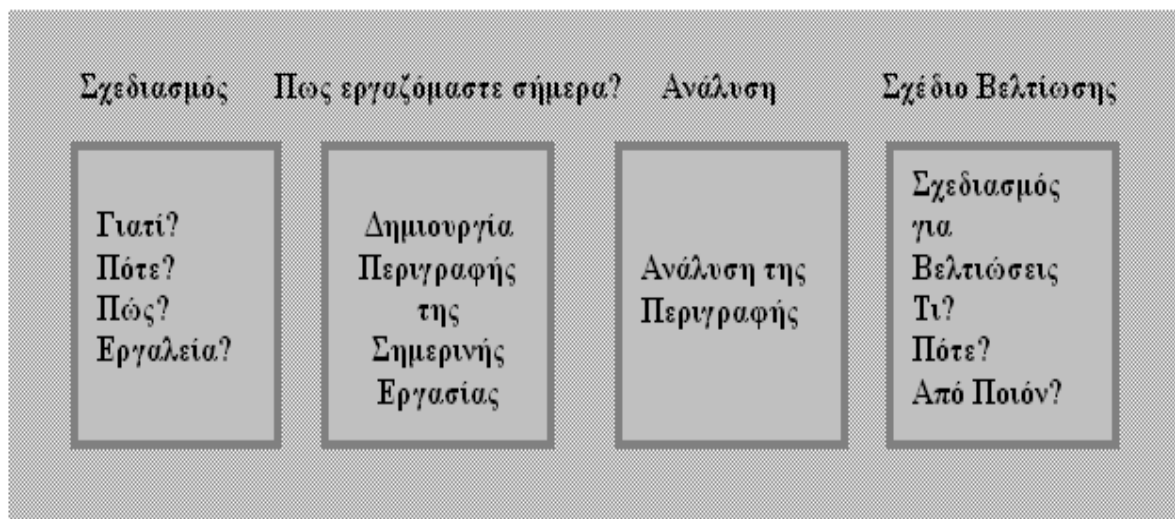 Σχεδιασμός
Πως εργαζόμαστε σήμερα?
Ανάλυση
Σχέδιο Βελτίωσης
Γιατί?
Πότε?
Πώς?
Εργαλεία?
Δημιουργία
Περιγραφής
της
Σημερινής
Εργασίας
Ανάλυση της
Περιγραφής
Σχεδιασμός
για
Βελτιώσεις
Τι?
Πότε?
Από Ποιόν?